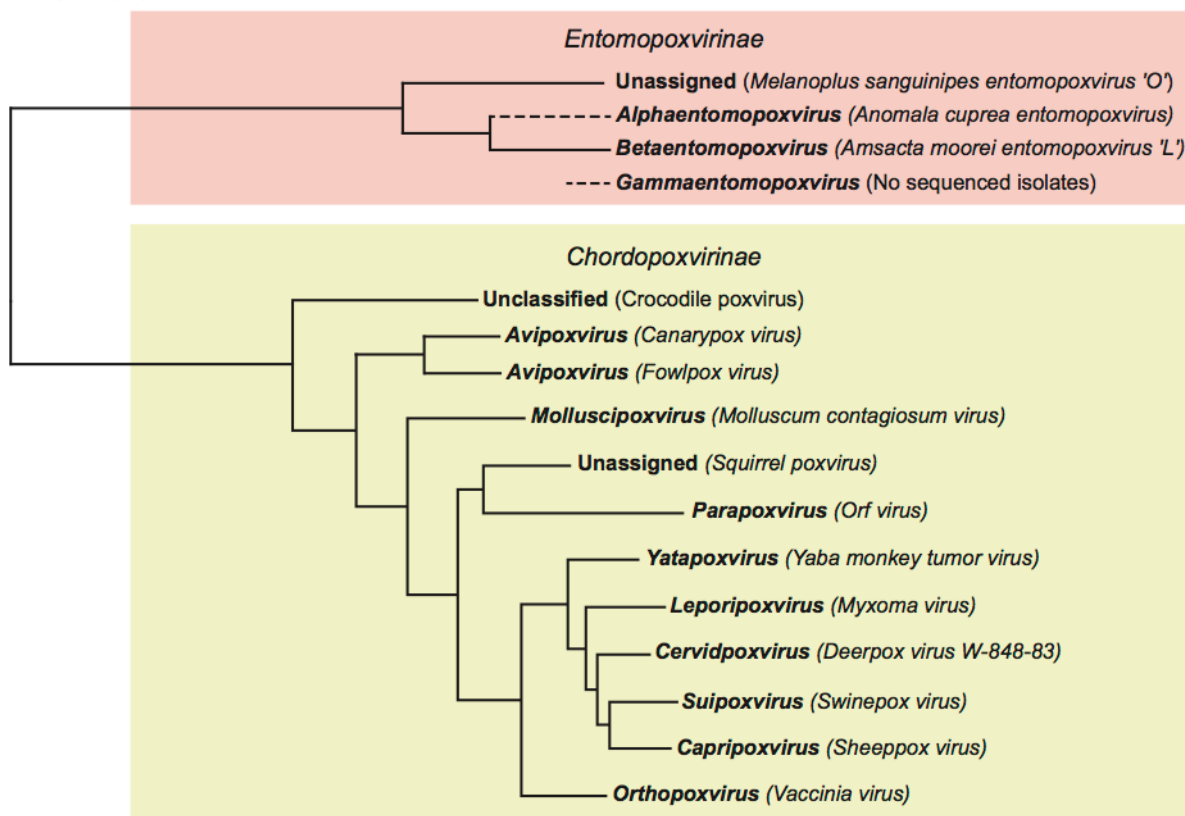 Entomopoxvirinae
Unassigned (Melanoplus sanguinipes entomopoxvirus 'O')
Alphaentomopoxvirus (Anomala cuprea entomopoxvirus)
Betaentomopoxvirus (Amsacta moorei entomopoxvirus 'L')
Gammaentomopoxvirus (No sequenced isolates)
Chordopoxvirinae
Unclassified (Crocodile poxvirus)
Avipoxvirus (Canarypox virus)
Avipoxvirus (Fowlpox virus)
Molluscipoxvirus (Molluscum contagiosum virus)
Unassigned (Squirrel poxvirus)
Parapoxvirus (Orf virus)
Yatapoxvirus (Yaba monkey tumor virus)
Leporipoxvirus (Myxoma virus)
Cervidpoxvirus (Deerpox virus W-848-83)
Suipoxvirus (Swinepox virus)
Capripoxvirus (Sheeppox virus)
Orthopoxvirus (Vaccinia virus)